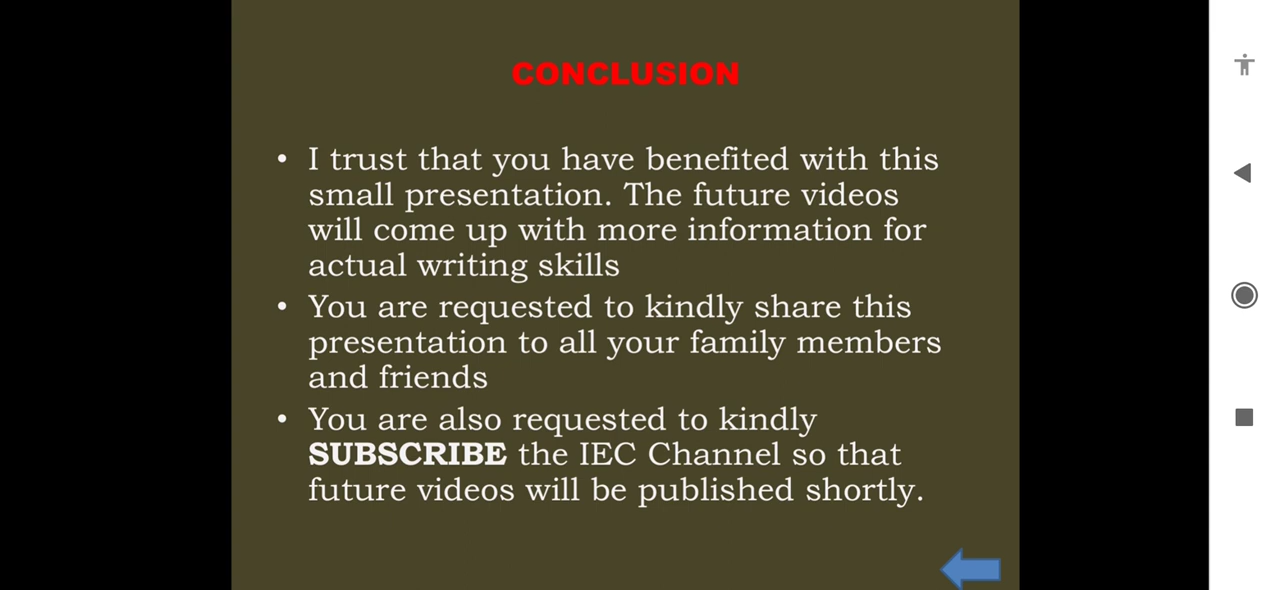 CONCLUSION
• I trust that you have benefited with this
small presentation. The future videos
will come up with more information for
actual writing skills
• You are requested to kindly share this
presentation to all your family members
and friends
• You are also requested to kindly
SUBSCRIBE the IEC Channel so that
future videos will be published shortly.